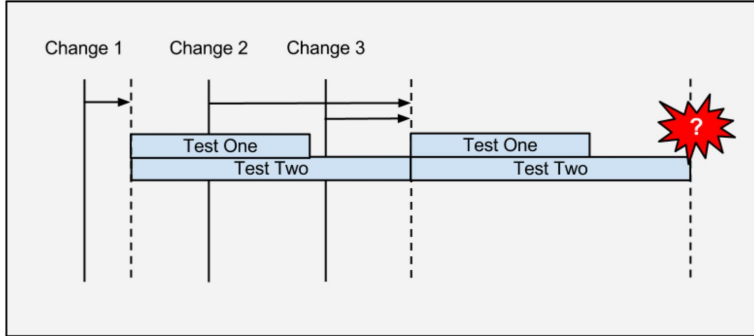 Change 1
Change 2
Change 3
?
Test One
Test One
Test Two
Test Two